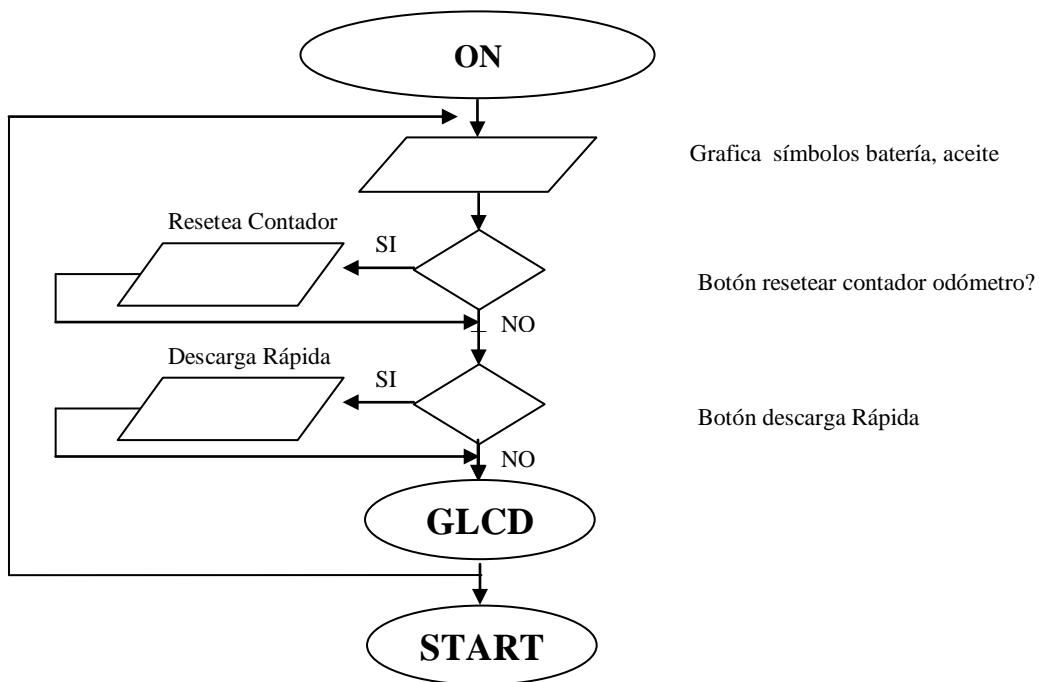 ON
Grafica símbolos batería, aceite
Resetea Contador
SI
Botón resetear contador odómetro?
NO
Descarga Rápida
SI
Botón descarga Rápida
NO
GLCD
START